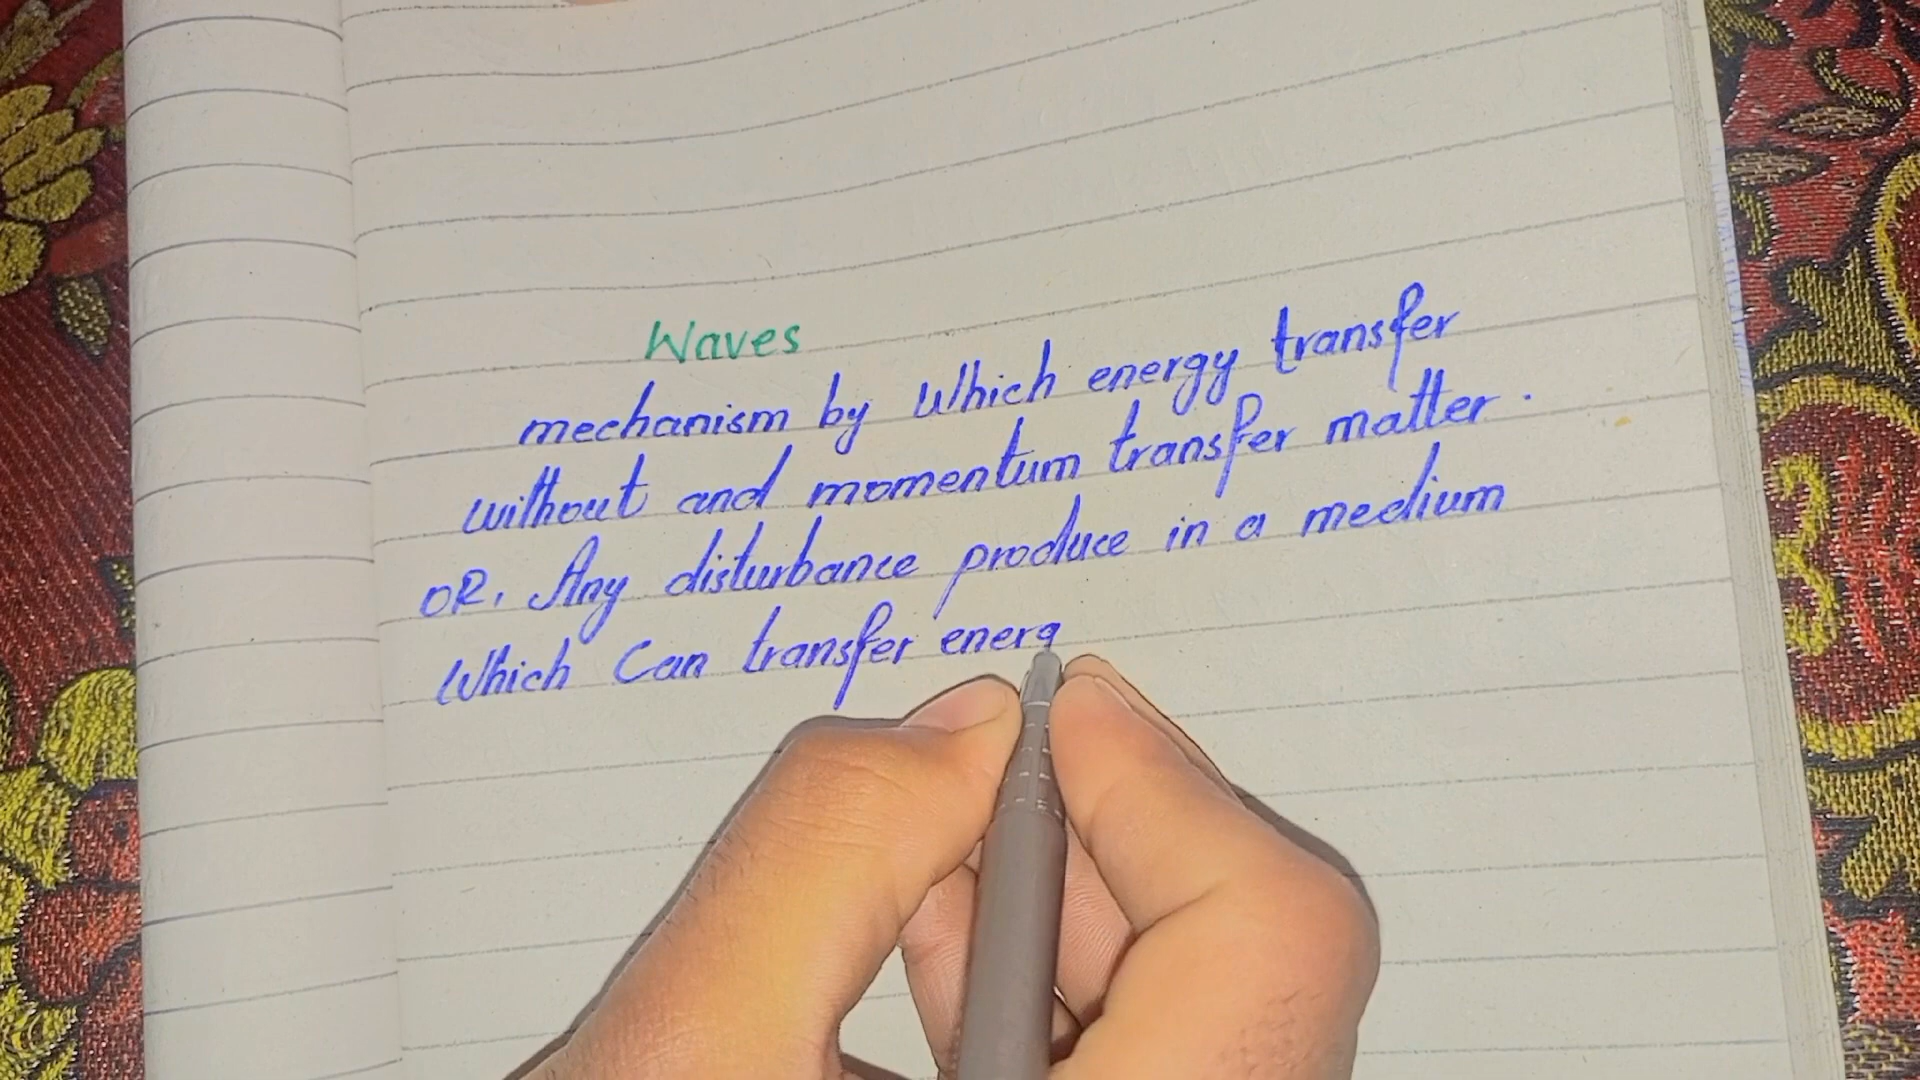 Waves
mechanism by Which energy transfer
without and momentum transfer matter.
OR, Any disturbance produce in a medium
Which Can transfer energ